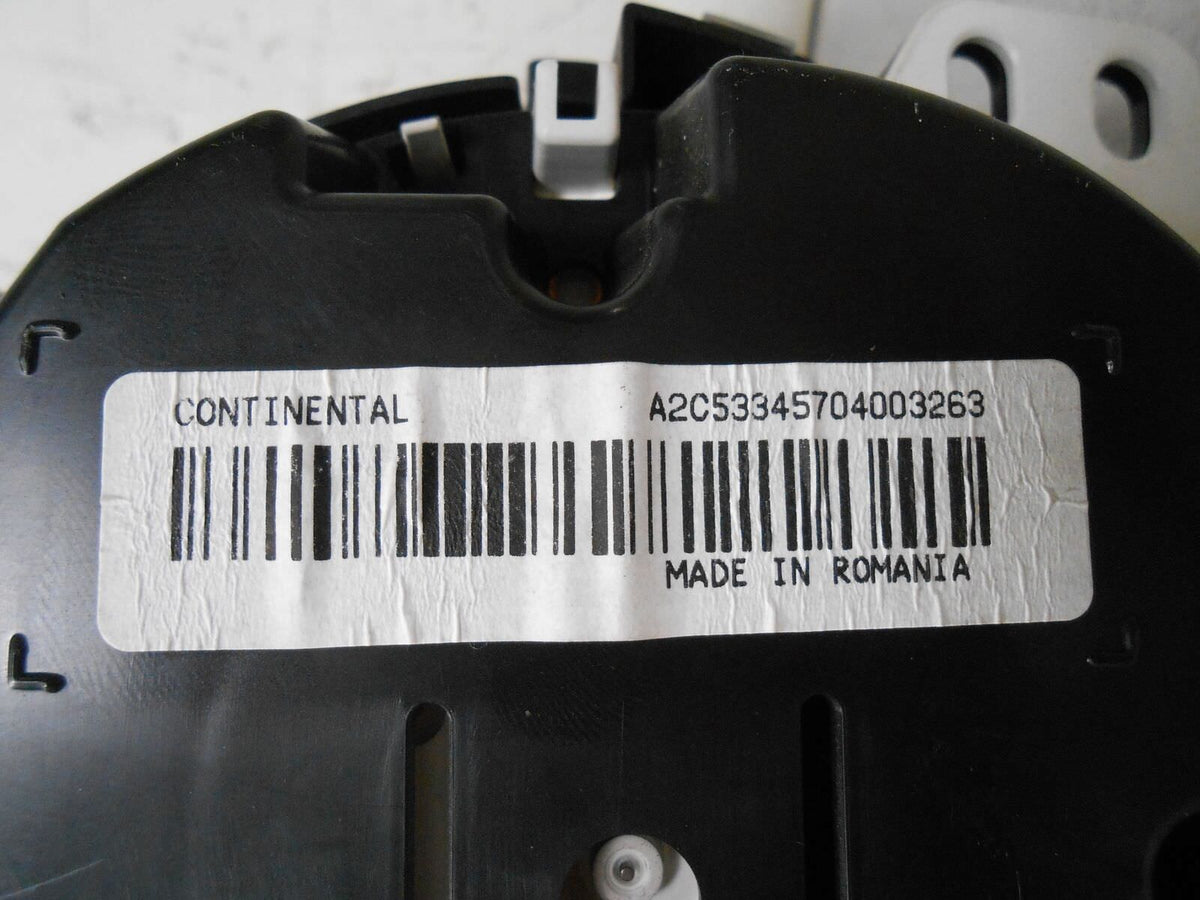 CONTINENTAL A2C53345704003263
MADE IN ROMANIA